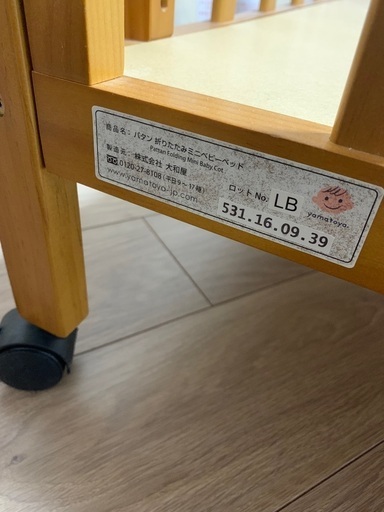 商品名：パタン 折りたたみミニベビーベッド
Pattan Folding Mini Baby Cot
製造元：株式会社 大和屋
0120-27-8108（平日9～17時）
www.yamatoya-jp.com
ロットNo: LB
531.16.09.39
yamatoya.